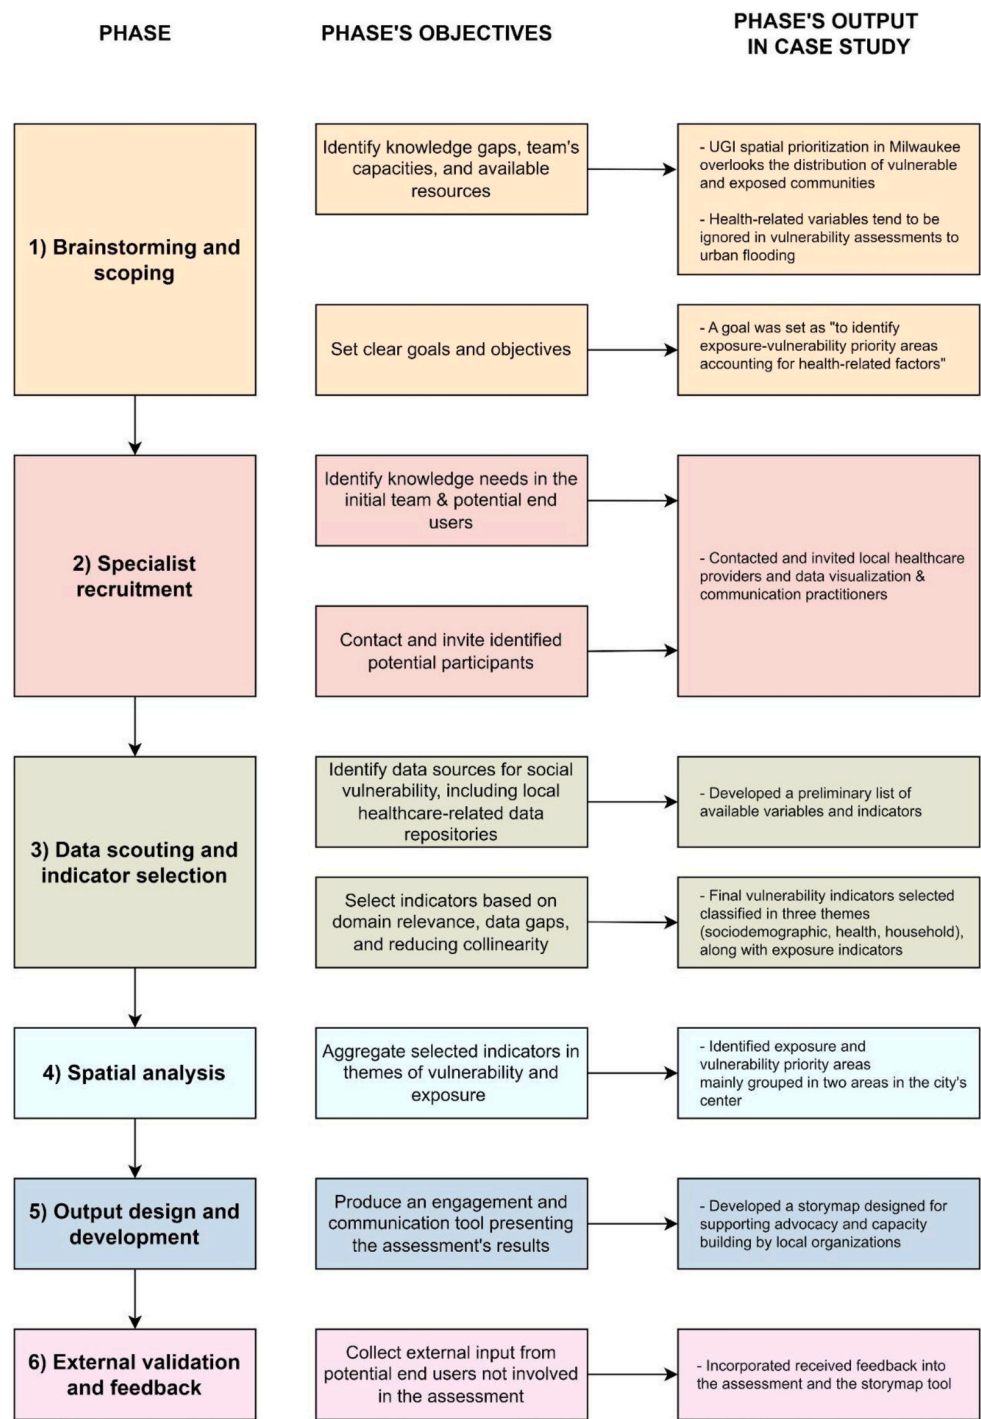 PHASE
PHASE'S OBJECTIVES
PHASE'S OUTPUT
IN CASE STUDY
1) Brainstorming and
scoping
Identify knowledge gaps, team's
capacities, and available
resources
- UGI spatial prioritization in Milwaukee
overlooks the distribution of vulnerable
and exposed communities
- Health-related variables tend to be
ignored in vulnerability assessments to
urban flooding
Set clear goals and objectives
- A goal was set as "to identify
exposure-vulnerability priority areas
accounting for health-related factors"
2) Specialist
recruitment
Identify knowledge needs in the
initial team & potential end
users
Contact and invite identified
potential participants
- Contacted and invited local healthcare
providers and data visualization &
communication practitioners
3) Data scouting and
indicator selection
Identify data sources for social
vulnerability, including local
healthcare-related data
repositories
- Developed a preliminary list of
available variables and indicators
Select indicators based on
domain relevance, data gaps,
and reducing collinearity
- Final vulnerability indicators selected
classified in three themes
(sociodemographic, health, household),
along with exposure indicators
4) Spatial analysis
Aggregate selected indicators in
themes of vulnerability and
exposure
- Identified exposure and
vulnerability priority areas
mainly grouped in two areas in the city's
center
5) Output design and
development
Produce an engagement and
communication tool presenting
the assessment's results
- Developed a storymap designed for
supporting advocacy and capacity
building by local organizations
6) External validation
and feedback
Collect external input from
potential end users not involved
in the assessment
- Incorporated received feedback into
the assessment and the storymap tool